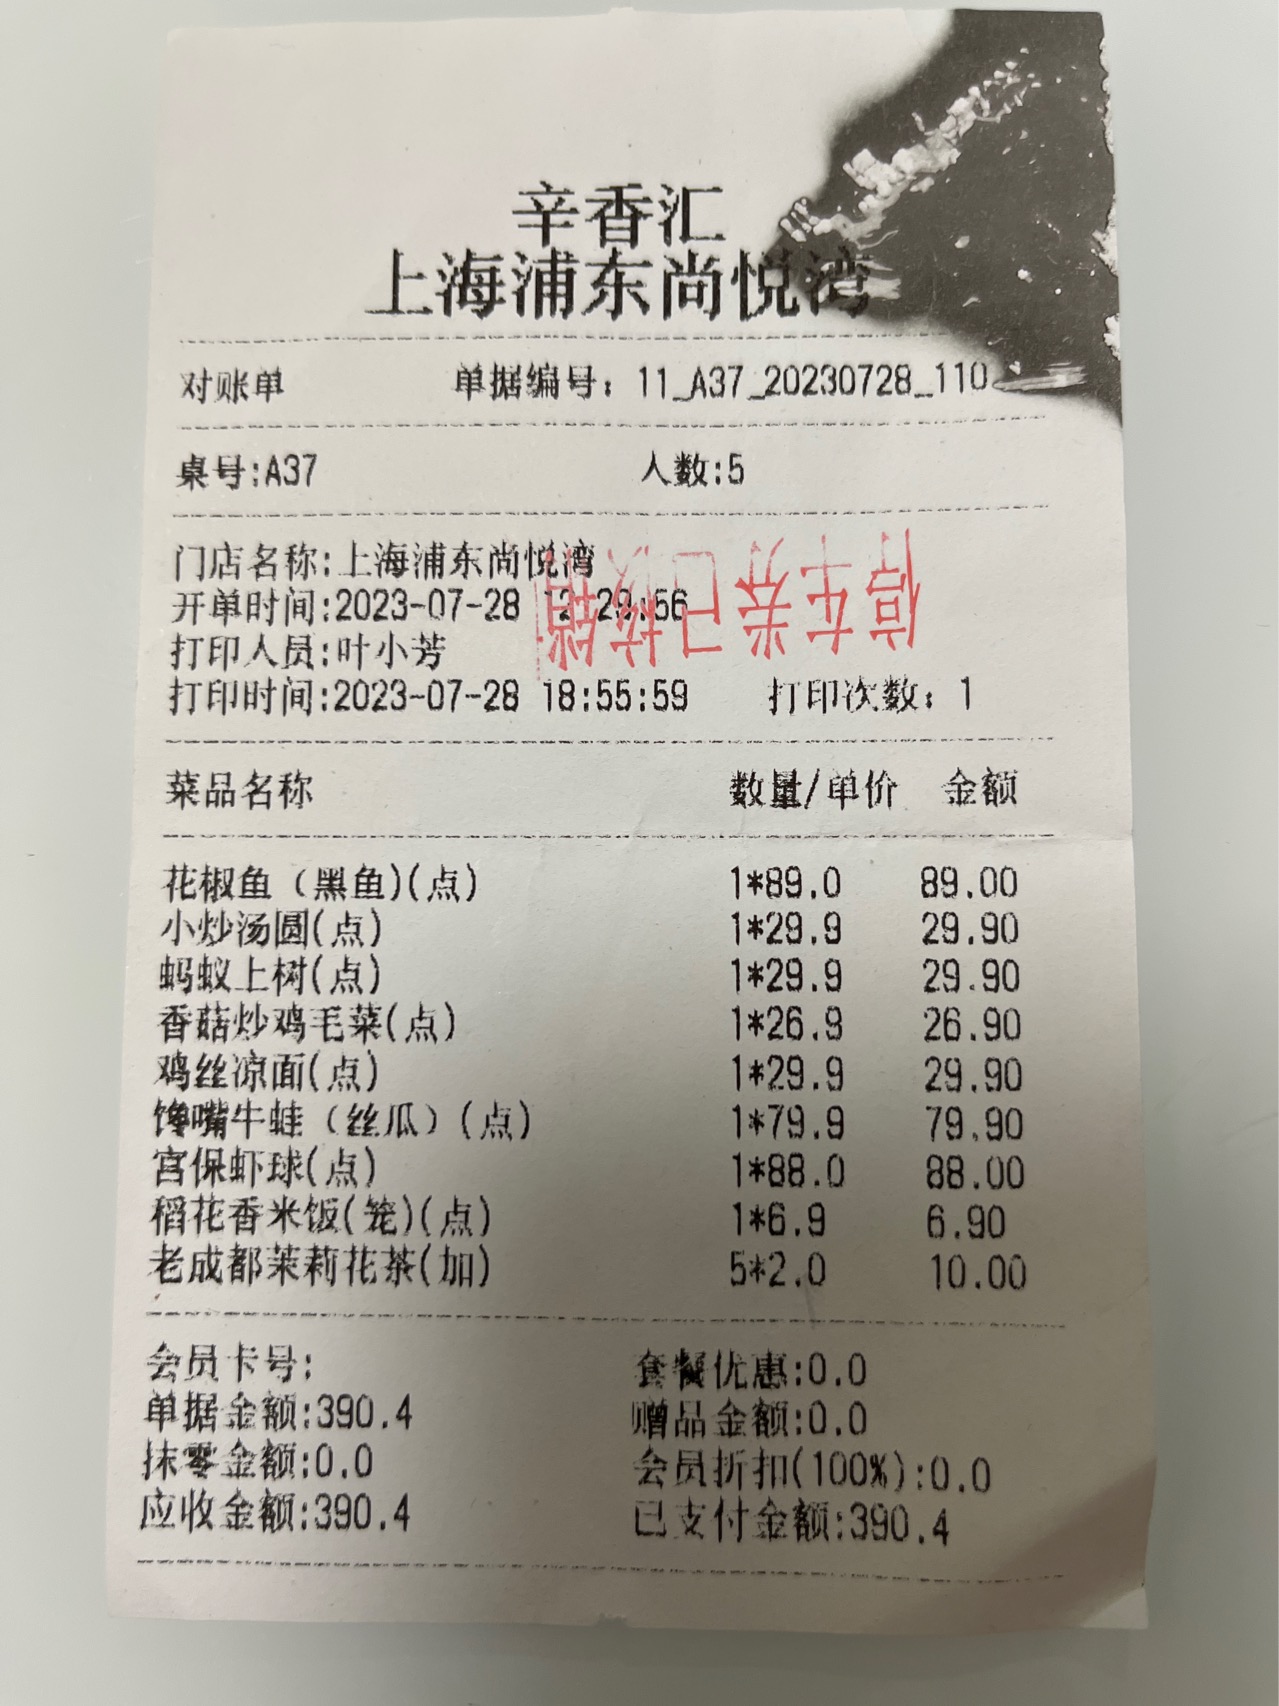 辛香汇
上海浦东尚悦湾
对账单 单据编号：11_A37_20230728_110
桌号:A37 人数:5
门店名称:上海浦东尚悦湾
开单时间:2023-07-28 12:29:56
停车券已核销
打印人员:叶小芳
打印时间:2023-07-28 18:55:59 打印次数：1
菜品名称 数量/单价 金额
花椒鱼（黑鱼)(点) 1*89.0 89.00
小炒汤圆(点) 1*29.9 29.90
蚂蚁上树(点) 1*29.9 29.90
香菇炒鸡毛菜(点) 1*26.9 26.90
鸡丝凉面(点) 1*29.9 29.90
馋嘴牛蛙（丝瓜）(点) 1*79.9 79.90
宫保虾球(点) 1*88.0 88.00
稻花香米饭(笼)(点) 1*6.9 6.90
老成都茉莉花茶(加) 5*2.0 10.00
会员卡号: 套餐优惠:0.0
单据金额:390.4 赠品金额:0.0
抹零金额:0.0 会员折扣(100%):0.0
应收金额:390.4 已支付金额:390.4